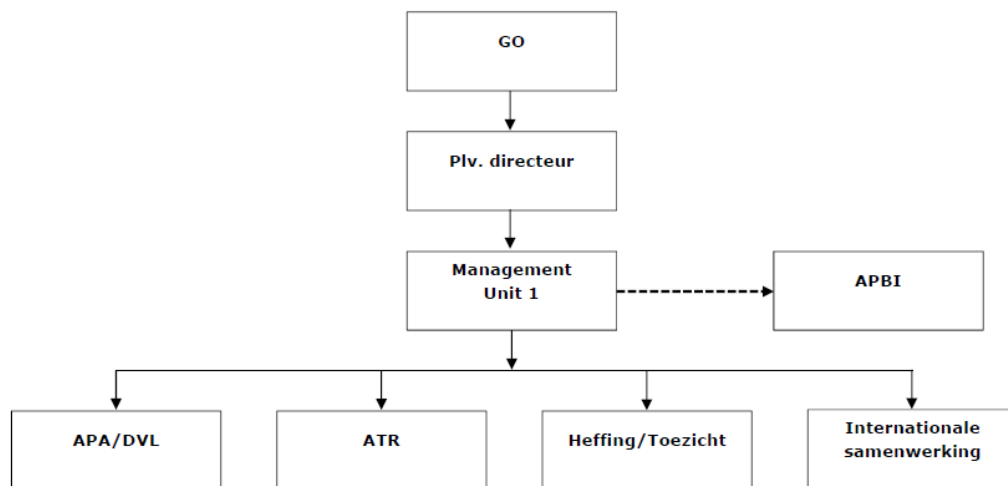 GO
Plv. directeur
Management
Unit 1
APBI
APA/DVL
ATR
Heffing/Toezicht
Internationale
samenwerking